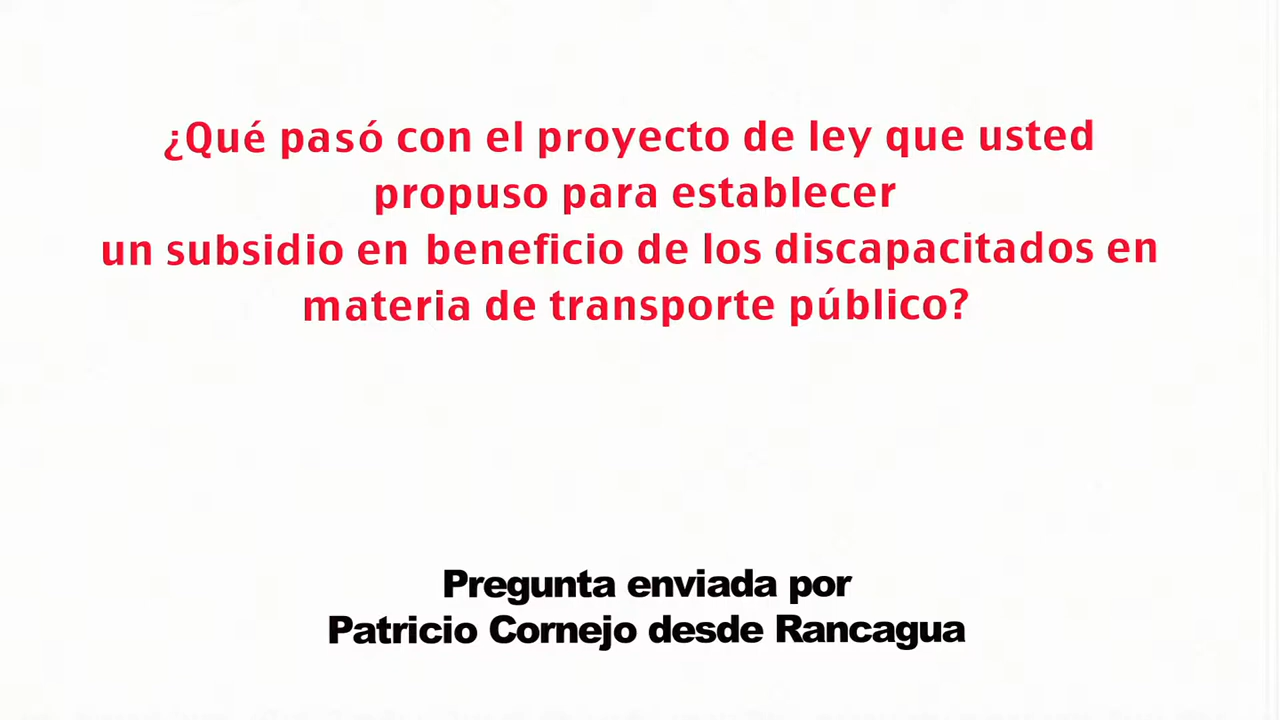 ¿Qué pasó con el proyecto de ley que usted
propuso para establecer
un subsidio en beneficio de los discapacitados en
materia de transporte público?
Pregunta enviada por
Patricio Cornejo desde Rancagua